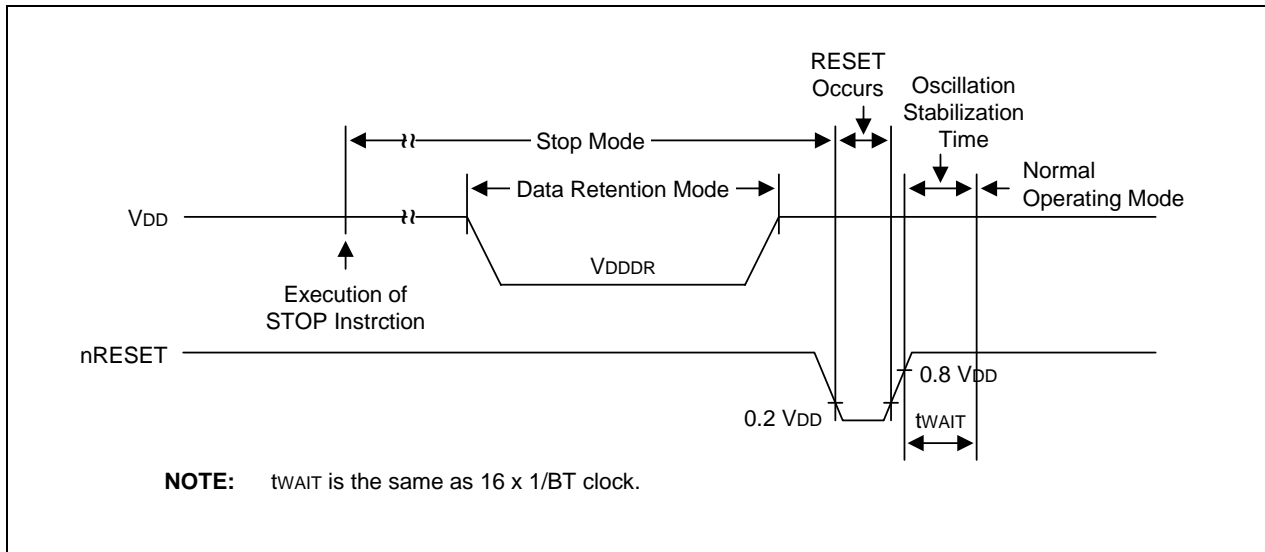 RESET
Occurs
Oscillation
Stabilization
Time
Stop Mode
Normal
Operating Mode
Data Retention Mode
VDD
VDDDR
Execution of
STOP Instrction
nRESET
0.8 VDD
0.2 VDD
tWAIT
NOTE: tWAIT is the same as 16 x 1/BT clock.